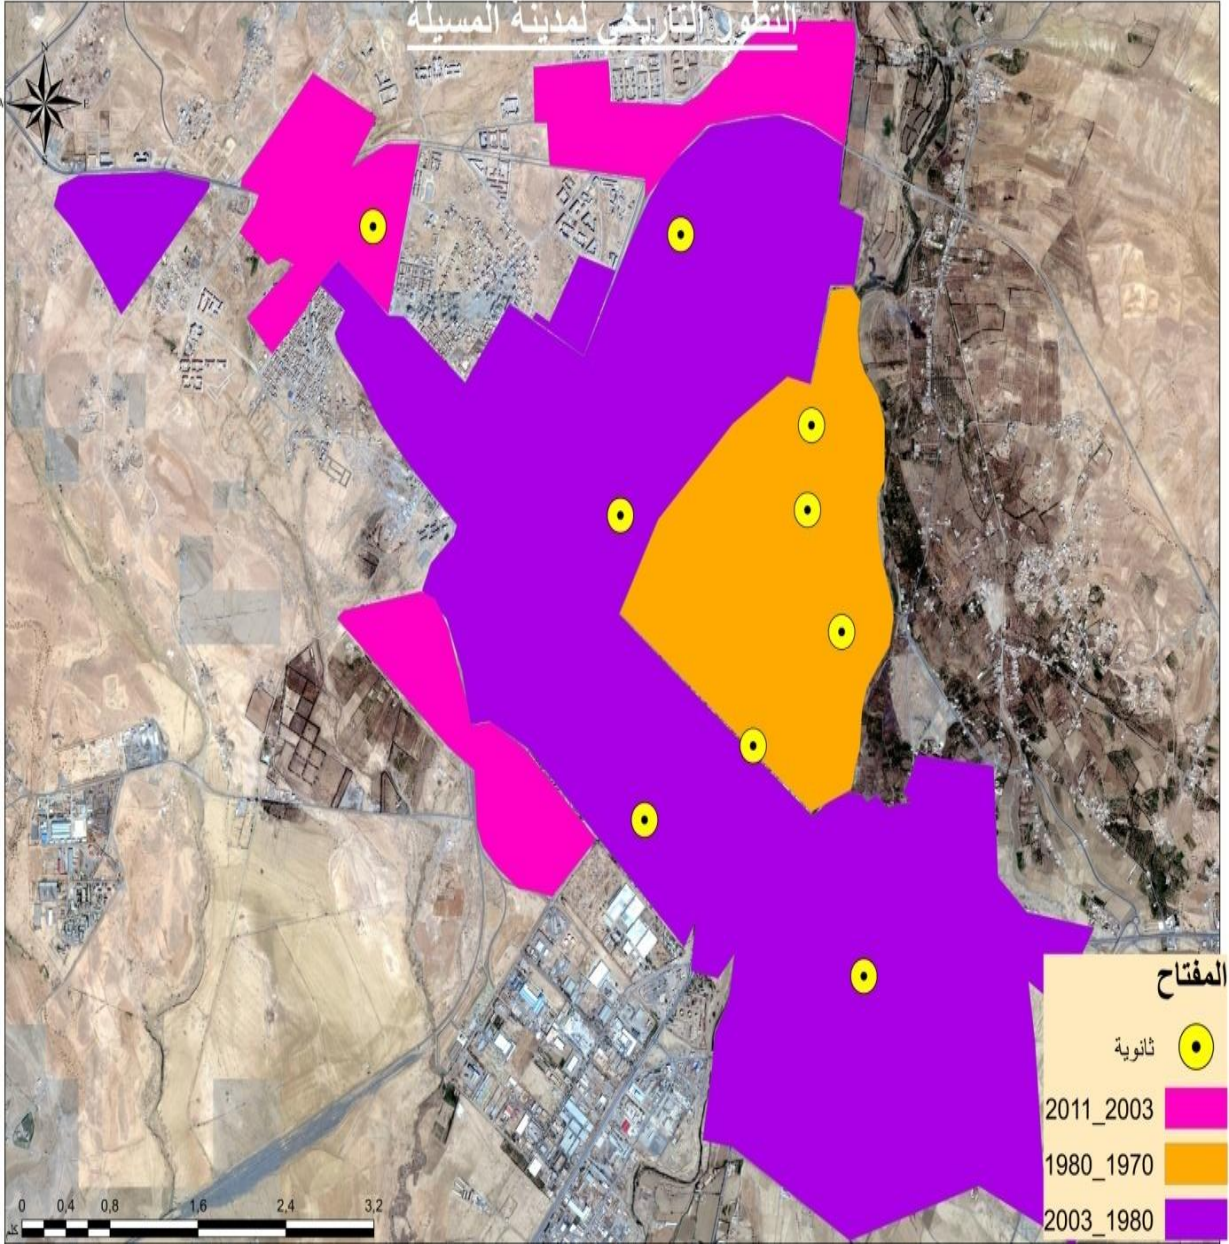 التطور التاريخي لمدينة المسيلة
N
E
المفتاح
ثانوية
2011_2003
1980_1970
2003_1980
0 0,4 0,8 1,6 2,4 3,2
كم